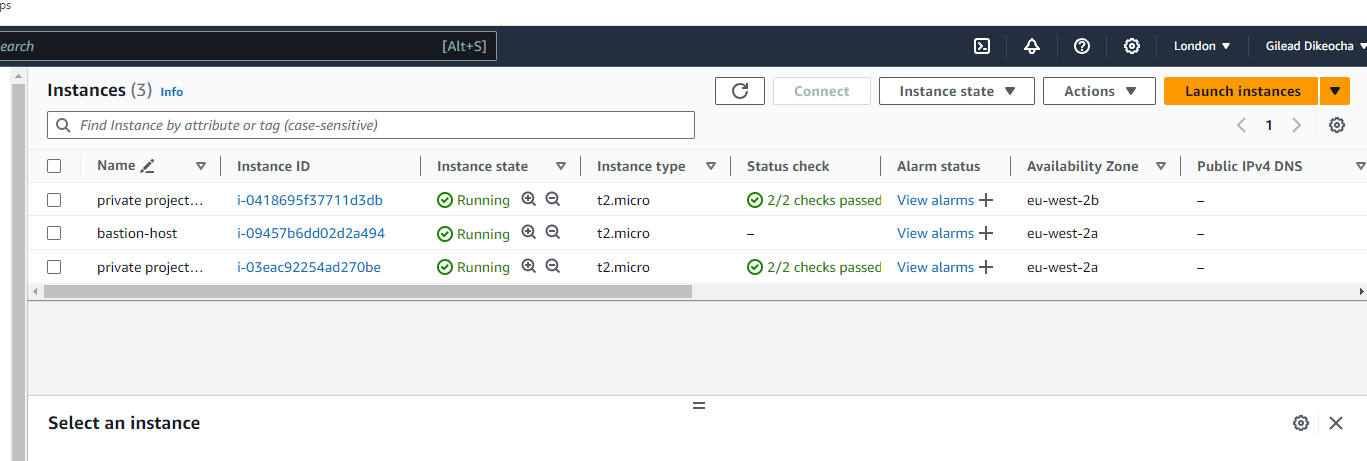 ps
earch [Alt+S] London Gilead Dikeocha
Instances (3) Info Connect Instance state Actions Launch instances
Find Instance by attribute or tag (case-sensitive) 1
Name Instance ID Instance state Instance type Status check Alarm status Availability Zone Public IPv4 DNS
private project... i-0418695f37711d3db Running t2.micro 2/2 checks passed View alarms eu-west-2b –
bastion-host i-09457b6dd02d2a494 Running t2.micro – View alarms eu-west-2a –
private project... i-03eac92254ad270be Running t2.micro 2/2 checks passed View alarms eu-west-2a –
Select an instance